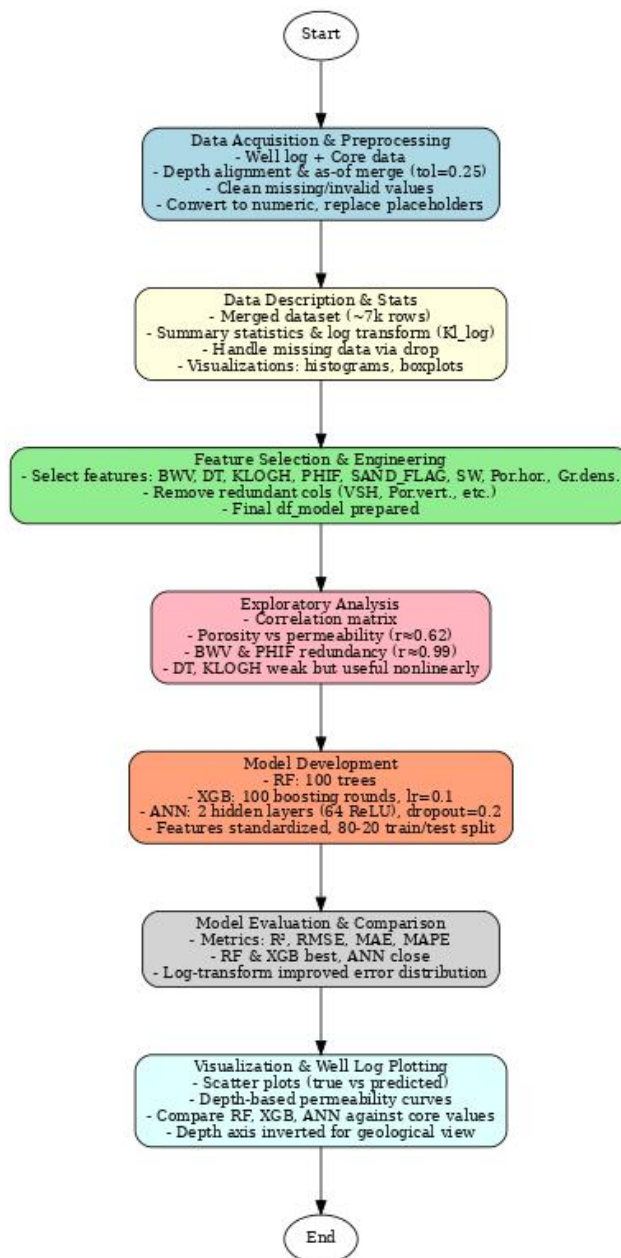 Start
Data Acquisition & Preprocessing
- Well log + Core data
- Depth alignment & as-of merge (tol=0.25)
- Clean missing/invalid values
- Convert to numeric, replace placeholders
Data Description & Stats
- Merged dataset (~7k rows)
- Summary statistics & log transform (Kl_log)
- Handle missing data via drop
- Visualizations: histograms, boxplots
Feature Selection & Engineering
- Select features: BWV, DT, KLOGH, PHIF, SAND_FLAG, SW, Por.hor., Gr.dens.
- Remove redundant cols (VSH, Por.vert., etc.)
- Final df_model prepared
Exploratory Analysis
- Correlation matrix
- Porosity vs permeability (r≈0.62)
- BWV & PHIF redundancy (r≈0.99)
- DT, KLOGH weak but useful nonlinearly
Model Development
- RF: 100 trees
- XGB: 100 boosting rounds, lr=0.1
- ANN: 2 hidden layers (64 ReLU), dropout=0.2
- Features standardized, 80-20 train/test split
Model Evaluation & Comparison
- Metrics: R², RMSE, MAE, MAPE
- RF & XGB best, ANN close
- Log-transform improved error distribution
Visualization & Well Log Plotting
- Scatter plots (true vs predicted)
- Depth-based permeability curves
- Compare RF, XGB, ANN against core values
- Depth axis inverted for geological view
End